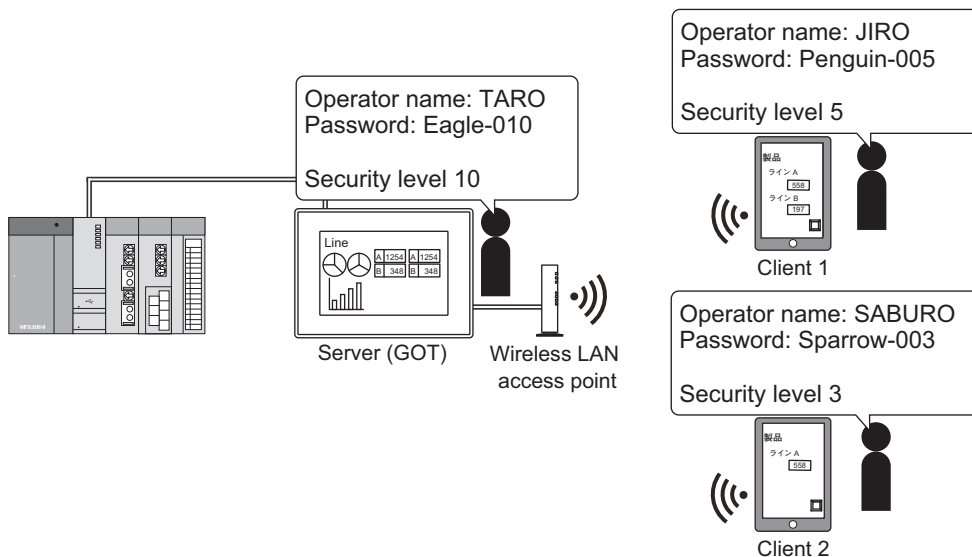 Operator name: TARO
Password: Eagle-010
Security level 10
MITSUBISHI
Line
A 1254 A 1254
B 348 B 348
Server (GOT)
Wireless LAN
access point
Operator name: JIRO
Password: Penguin-005
Security level 5
製品
ライン A
558
ライン B
197
Client 1
Operator name: SABURO
Password: Sparrow-003
Security level 3
製品
ライン A
558
Client 2